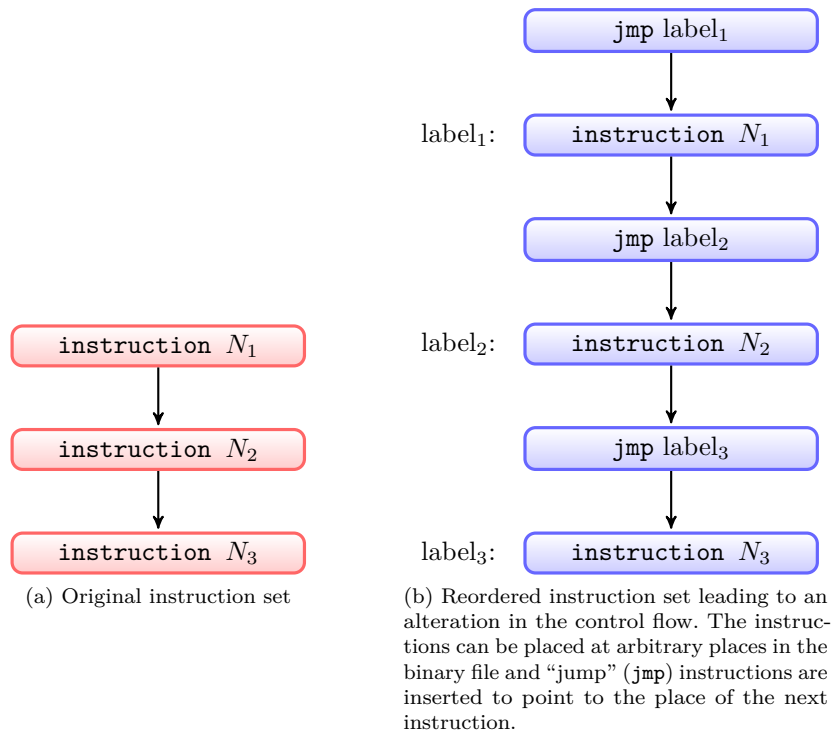 instruction N₁
instruction N₂
instruction N₃
(a) Original instruction set
jmp label₁
label₁: instruction N₁
jmp label₂
label₂: instruction N₂
jmp label₃
label₃: instruction N₃
(b) Reordered instruction set leading to an
alteration in the control flow. The instruc-
tions can be placed at arbitrary places in the
binary file and “jump” (jmp) instructions are
inserted to point to the place of the next
instruction.